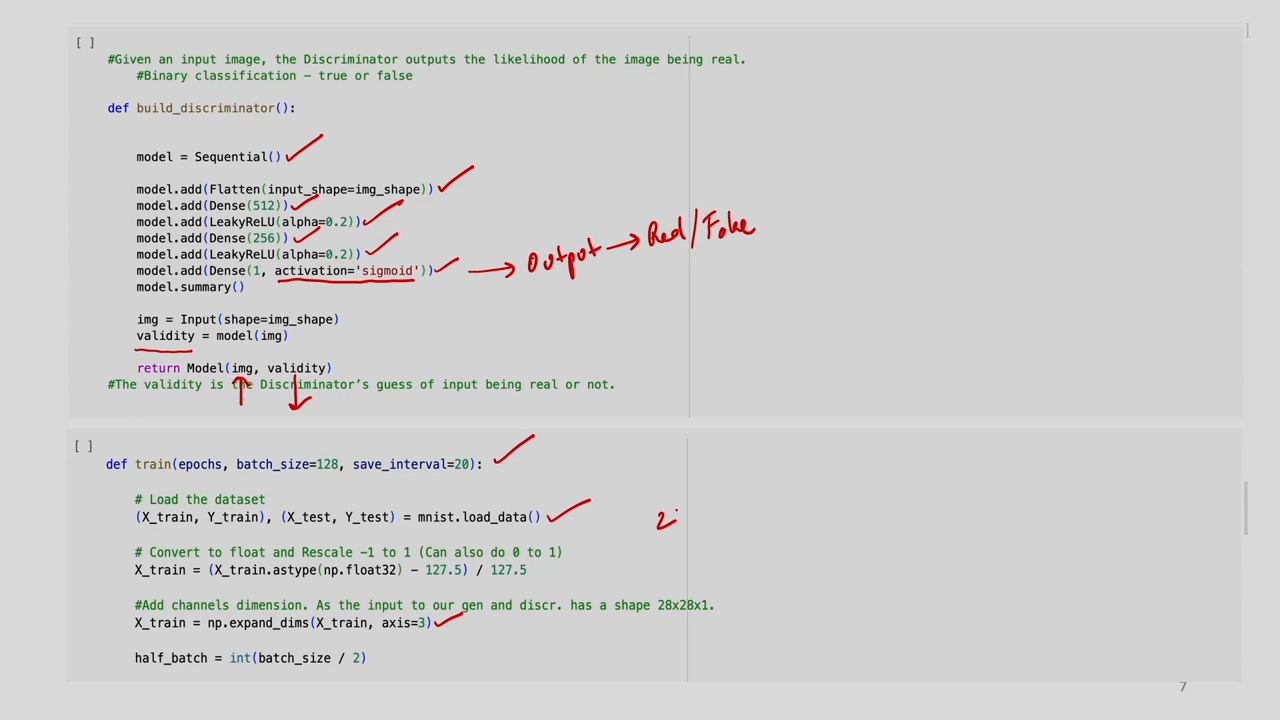 [ ]
#Given an input image, the Discriminator outputs the likelihood of the image being real.
#Binary classification – true or false
def build_discriminator():
model = Sequential()
model.add(Flatten(input_shape=img_shape))
model.add(Dense(512))
model.add(LeakyReLU(alpha=0.2))
model.add(Dense(256))
model.add(LeakyReLU(alpha=0.2))
model.add(Dense(1, activation='sigmoid')) → Output → Real/Fake
model.summary()
img = Input(shape=img_shape)
validity = model(img)
return Model(img, validity)
#The validity is the Discriminator's guess of input being real or not.
[ ]
def train(epochs, batch_size=128, save_interval=20):
# Load the dataset
(X_train, Y_train), (X_test, Y_test) = mnist.load_data()
2
# Convert to float and Rescale -1 to 1 (Can also do 0 to 1)
X_train = (X_train.astype(np.float32) - 127.5) / 127.5
#Add channels dimension. As the input to our gen and discr. has a shape 28x28x1.
X_train = np.expand_dims(X_train, axis=3)
half_batch = int(batch_size / 2)
7